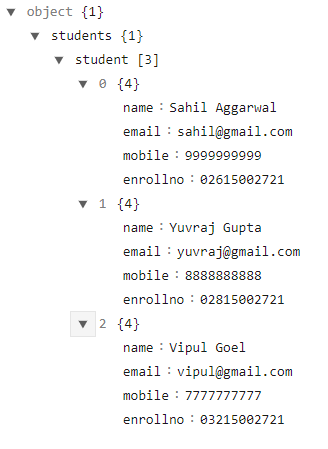 object {1}
students {1}
student [3]
0 {4}
name : Sahil Aggarwal
email : sahil@gmail.com
mobile : 9999999999
enrollno : 02615002721
1 {4}
name : Yuvraj Gupta
email : yuvraj@gmail.com
mobile : 8888888888
enrollno : 02815002721
2 {4}
name : Vipul Goel
email : vipul@gmail.com
mobile : 7777777777
enrollno : 03215002721